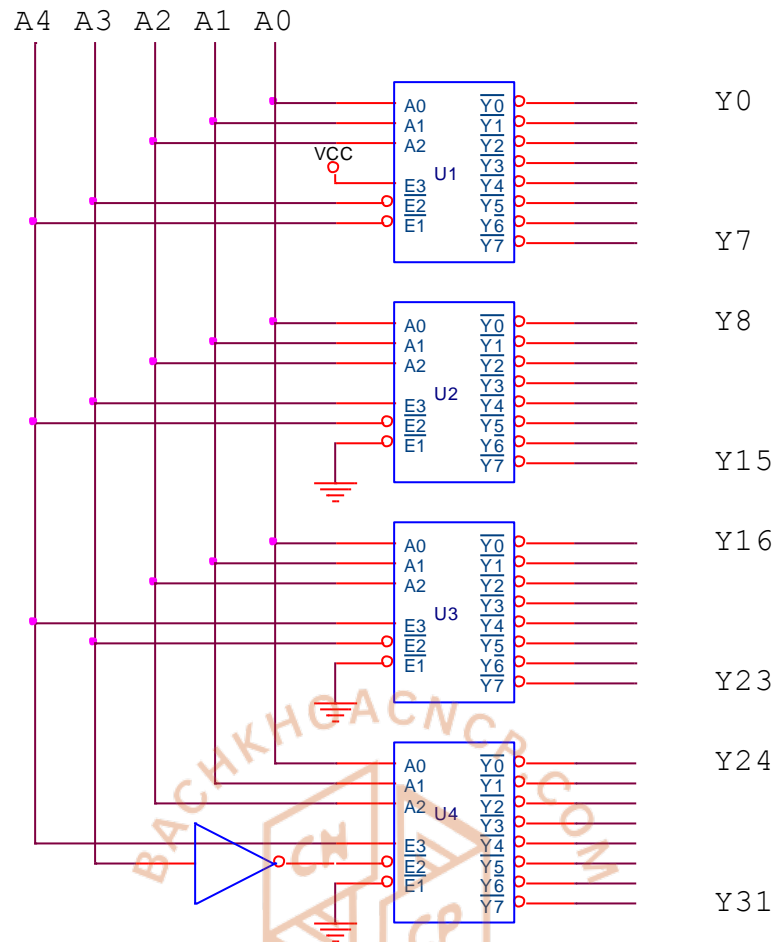 A4 A3 A2 A1 A0
A0 Y0 Y0
A1 Y1
A2 Y2
VCC Y3
U1
E3 Y4
E2 Y5
E1 Y6
Y7 Y7
A0 Y0 Y8
A1 Y1
A2 Y2
Y3
U2
E3 Y4
E2 Y5
E1 Y6
Y7 Y15
A0 Y0 Y16
A1 Y1
A2 Y2
Y3
U3
E3 Y4
E2 Y5
E1 Y6
Y7 Y23
A0 Y0 Y24
A1 Y1
A2 Y2
U4
Y3
E3 Y4
E2 Y5
E1 Y6
Y7 Y31
BACHKHOACNCP.COM
CH
CP